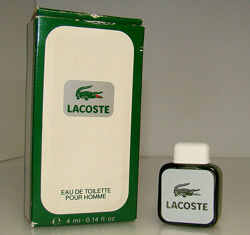 LACOSTE
EAU DE TOILETTE
POUR HOMME
℮ 4 ml - 0.14 fl. oz
LACOSTE